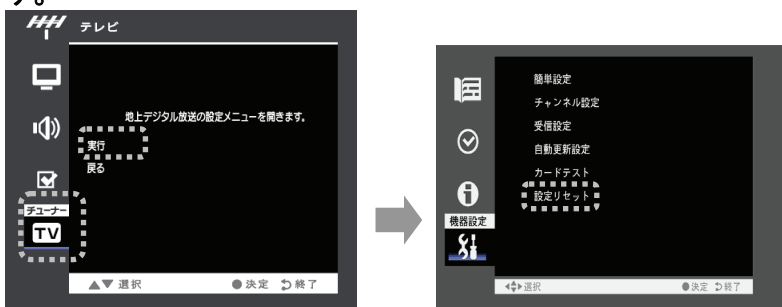 す。
テレビ
地上デジタル放送の設定メニューを開きます。
実行
戻る
チューナー
TV
▲▼ 選択 ●決定 終了
簡単設定
チャンネル設定
受信設定
自動更新設定
カードテスト
設定リセット
機器設定
選択 ●決定 終了